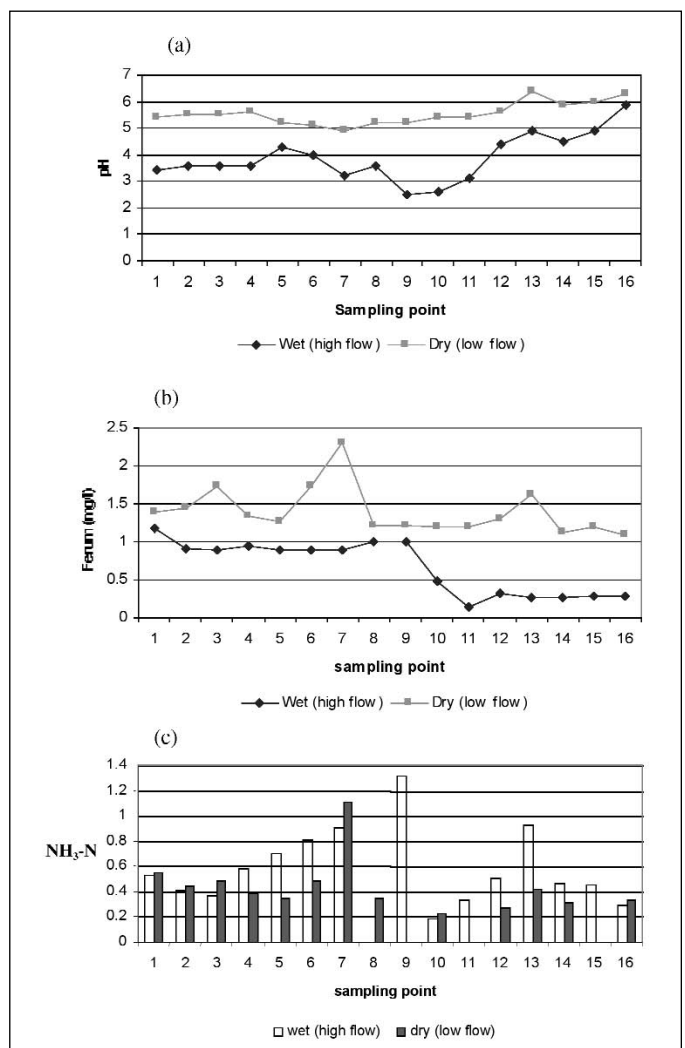 (a)
7
6
5
4
3
2
1
0
pH
1 2 3 4 5 6 7 8 9 10 11 12 13 14 15 16
Sampling point
Wet (high flow) Dry (low flow)
(b)
2.5
2
1.5
1
0.5
0
Ferum (mg/l)
1 2 3 4 5 6 7 8 9 10 11 12 13 14 15 16
sampling point
Wet (high flow) Dry (low flow)
(c)
1.4
1.2
1
0.8
0.6
0.4
0.2
0
NH₃-N
1 2 3 4 5 6 7 8 9 10 11 12 13 14 15 16
sampling point
wet (high flow) dry (low flow)